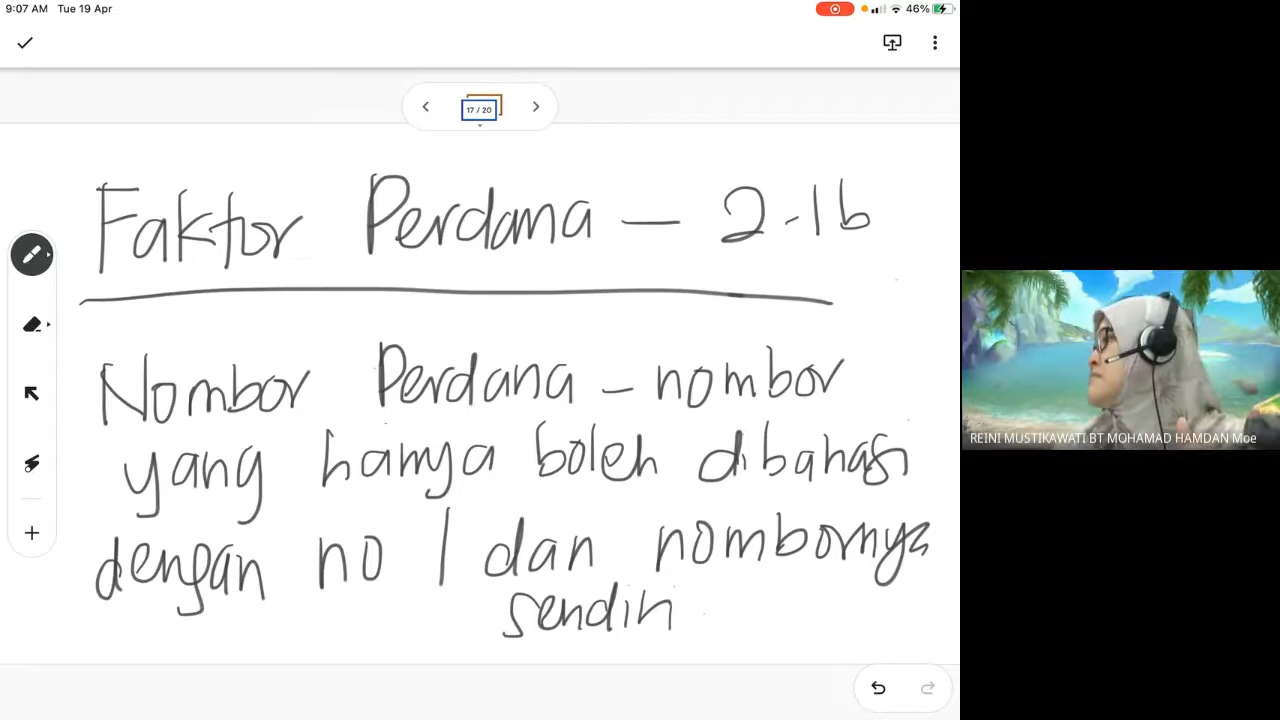 9:07 AM Tue 19 Apr
46%
17 / 20
Faktor Perdana – 2.1b
Nombor Perdana – nombor
yang hanya boleh dibahagi
dengan no 1 dan nombornya
sendiri
REINI MUSTIKAWATI BT MOHAMAD HAMDAN Moe